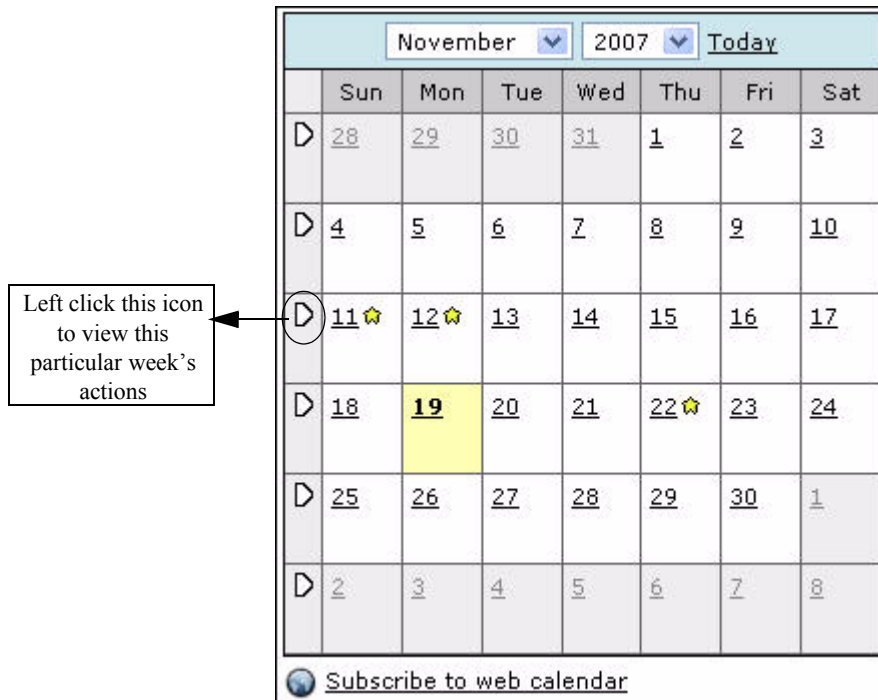 November 2007 Today
Sun Mon Tue Wed Thu Fri Sat
28 29 30 31 1 2 3
4 5 6 7 8 9 10
Left click this icon
to view this
particular week's
actions
11 12 13 14 15 16 17
18 19 20 21 22 23 24
25 26 27 28 29 30 1
2 3 4 5 6 7 8
Subscribe to web calendar